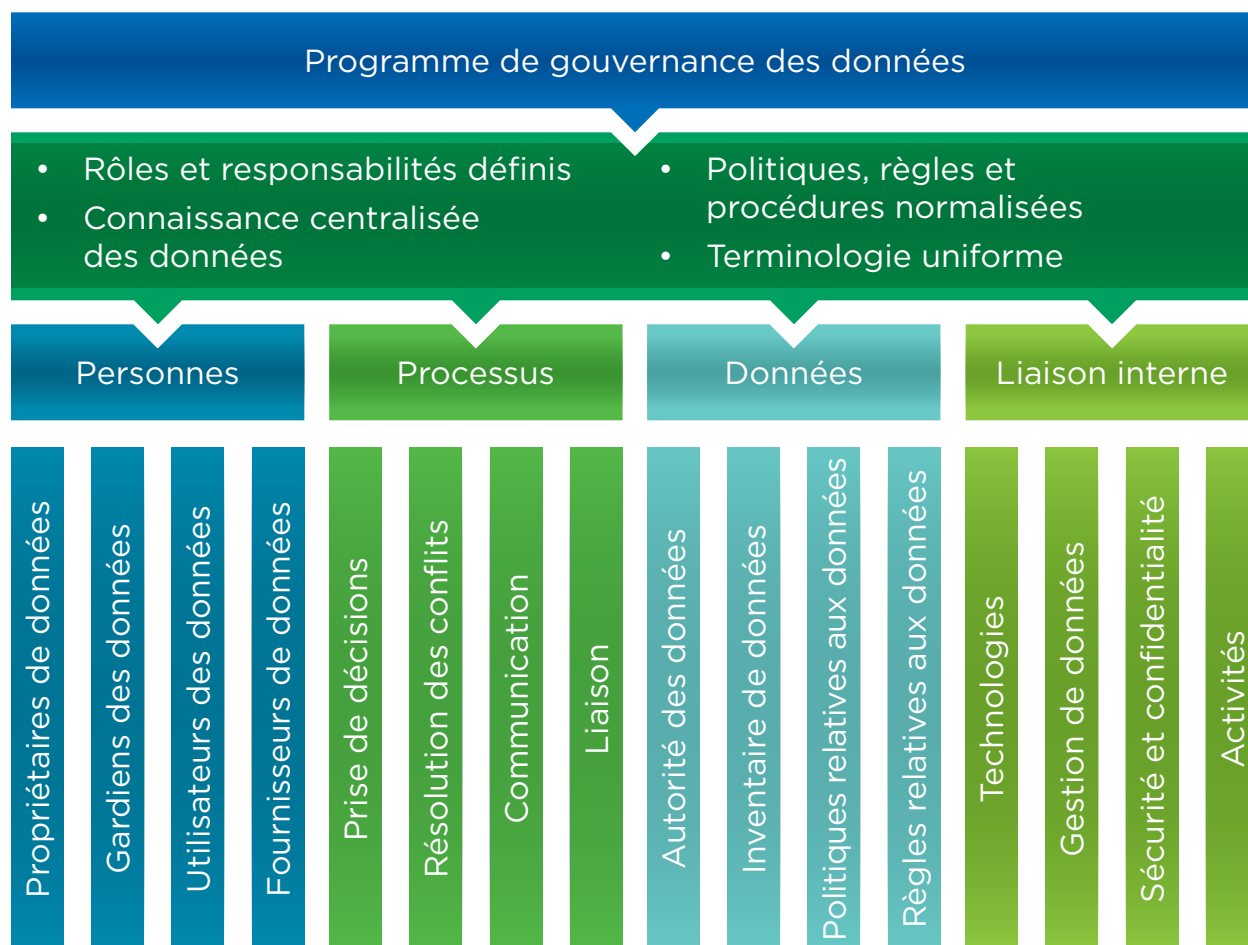 Programme de gouvernance des données
• Rôles et responsabilités définis
• Connaissance centralisée
des données
• Politiques, règles et
procédures normalisées
• Terminologie uniforme
Personnes
Processus
Données
Liaison interne
Propriétaires de données
Gardiens des données
Utilisateurs des données
Fournisseurs de données
Prise de décisions
Résolution des conflits
Communication
Liaison
Autorité des données
Inventaire de données
Politiques relatives aux données
Règles relatives aux données
Technologies
Gestion de données
Sécurité et confidentialité
Activités